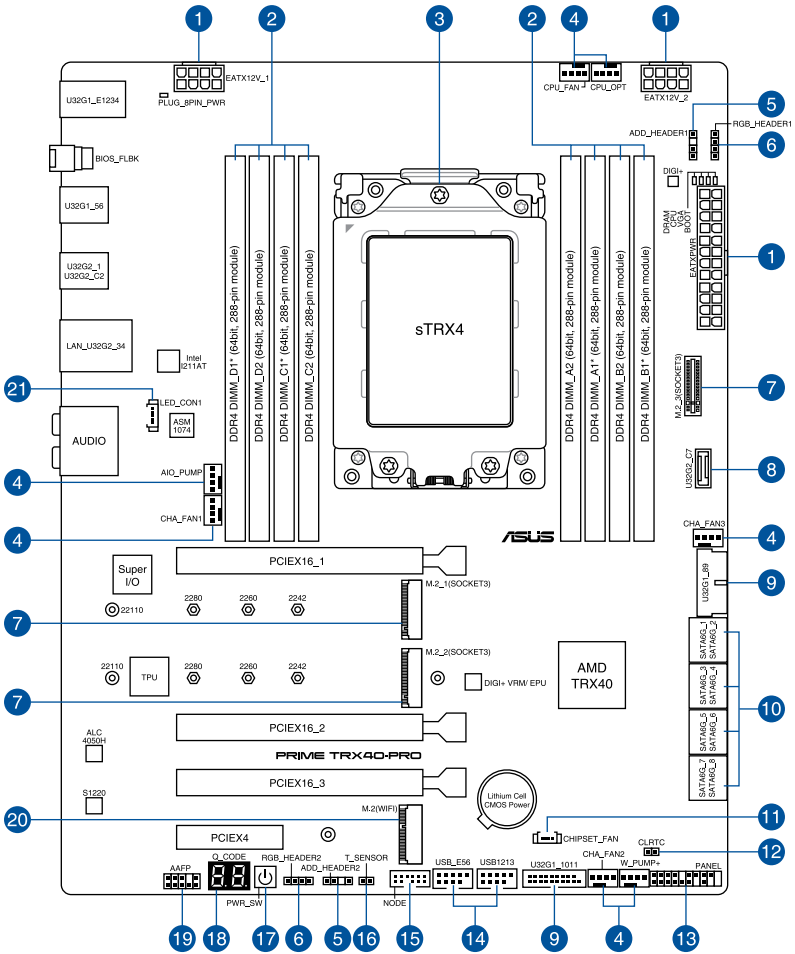 1
2
3
4
2
1
EATX12V_1
PLUG_8PIN_PWR
CPU_FAN
CPU_OPT
EATX12V_2
U32G1_E1234
5
ADD_HEADER1
RGB_HEADER1
6
BIOS_FLBK
DIGI+
DRAM
CPU
VGA
BOOT
EATXPWR
1
U32G1_56
U32G2_1
U32G2_C2
LAN_U32G2_34
Intel
I211AT
DDR4 DIMM_D1* (64bit, 288-pin module)
DDR4 DIMM_D2 (64bit, 288-pin module)
DDR4 DIMM_C1* (64bit, 288-pin module)
DDR4 DIMM_C2 (64bit, 288-pin module)
sTRX4
DDR4 DIMM_A2 (64bit, 288-pin module)
DDR4 DIMM_A1* (64bit, 288-pin module)
DDR4 DIMM_B2 (64bit, 288-pin module)
DDR4 DIMM_B1* (64bit, 288-pin module)
M.2_3(SOCKET3)
7
21
LED_CON1
ASM
1074
AUDIO
U32G2_C7
8
4
AIO_PUMP
4
CHA_FAN1
ASUS
CHA_FAN3
4
PCIEX16_1
Super
I/O
M.2_1(SOCKET3)
U32G1_89
9
22110
2280
2260
2242
7
SATA6G_1
SATA6G_2
M.2_2(SOCKET3)
22110
TPU
2280
2260
2242
DIGI+ VRM/ EPU
AMD
TRX40
SATA6G_3
SATA6G_4
7
10
SATA6G_5
SATA6G_6
ALC
4050H
PCIEX16_2
PRIME TRX40-PRO
SATA6G_7
SATA6G_8
PCIEX16_3
S1220
Lithium Cell
CMOS Power
20
M.2(WIFI)
11
CHIPSET_FAN
PCIEX4
CLRTC
12
AAFP
Q_CODE
RGB_HEADER2
ADD_HEADER2
T_SENSOR
USB_E56
USB1213
U32G1_1011
CHA_FAN2
W_PUMP+
PANEL
88
PWR_SW
NODE
19
18
17
6
5
16
15
14
9
4
13